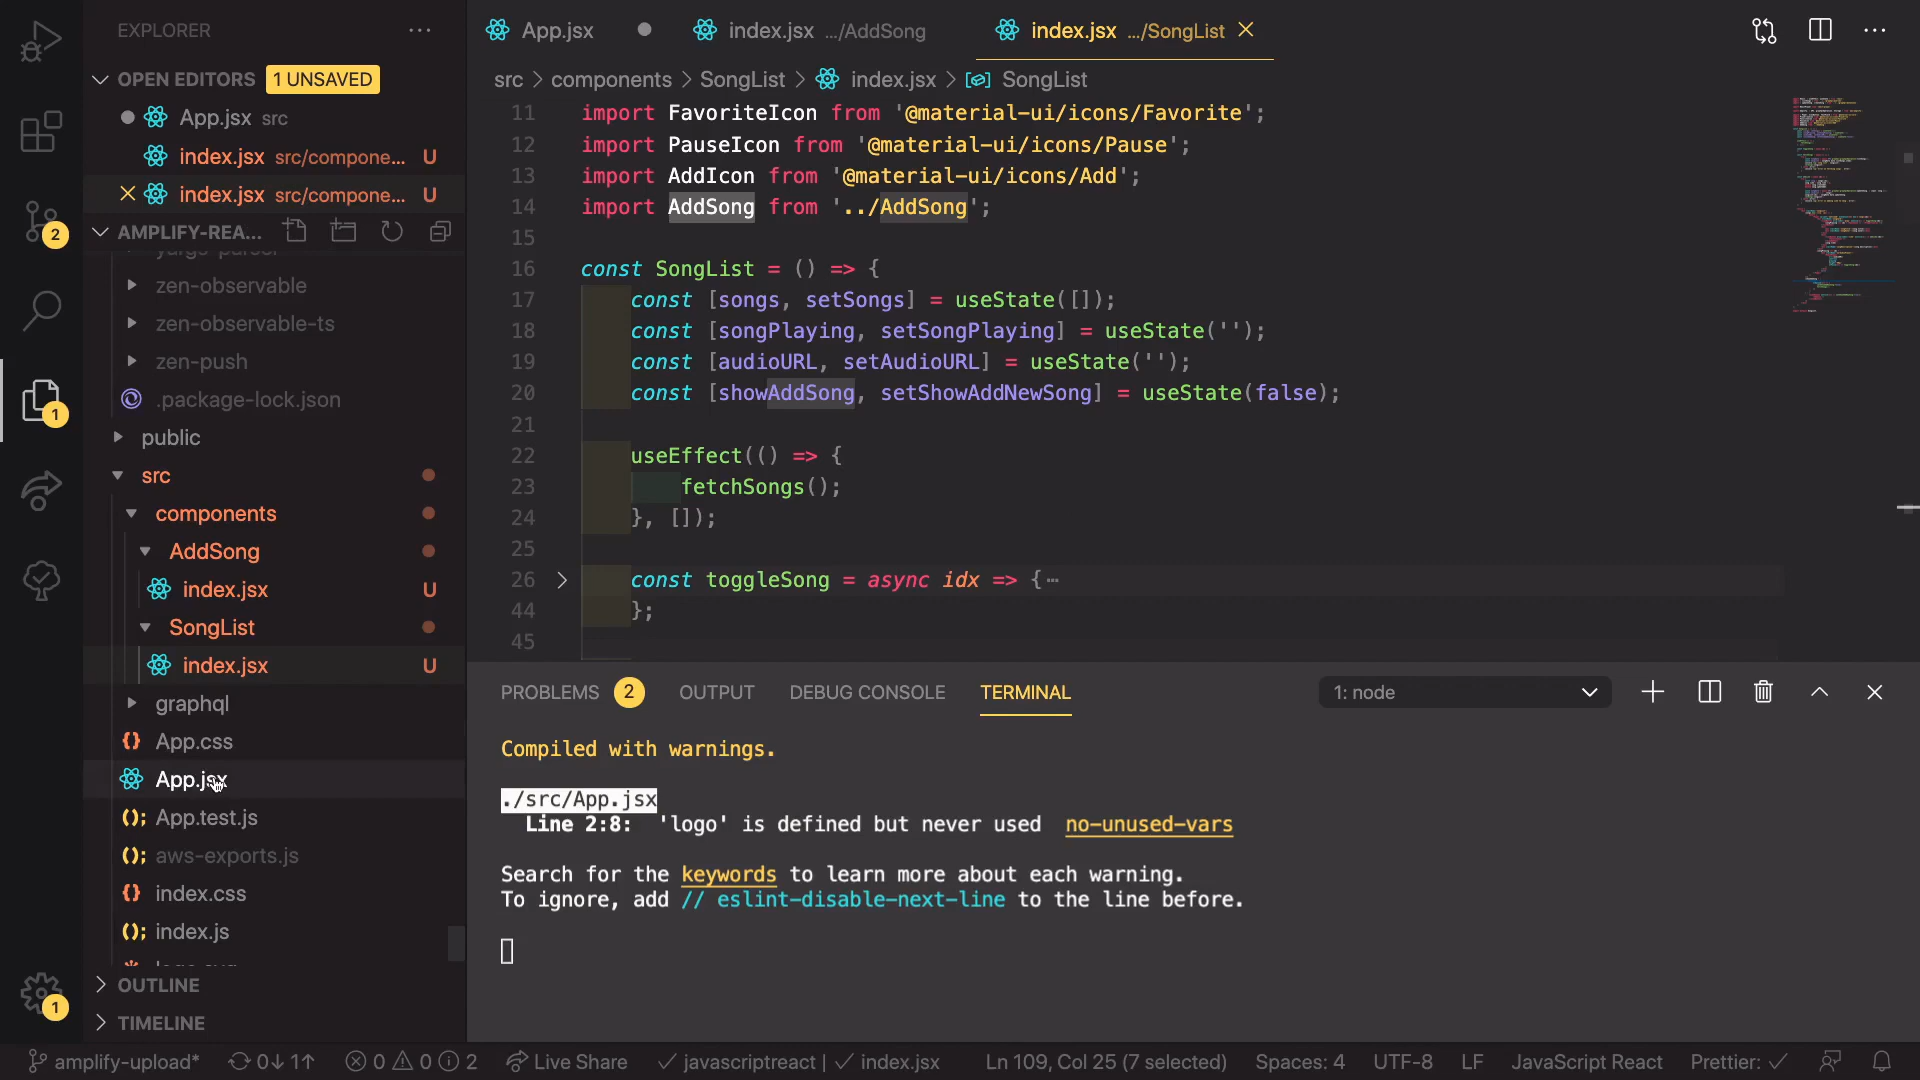 EXPLORER
OPEN EDITORS 1 UNSAVED
App.jsx src
index.jsx src/compone... U
index.jsx src/compone... U
AMPLIFY-REA...
yargs-parser
zen-observable
zen-observable-ts
zen-push
.package-lock.json
public
src
components
AddSong
index.jsx U
SongList
index.jsx U
graphql
App.css
App.jsx
App.test.js
aws-exports.js
index.css
index.js
OUTLINE
TIMELINE
2
1
1
App.jsx
index.jsx .../AddSong
index.jsx .../SongList
src > components > SongList > index.jsx > SongList
11 import FavoriteIcon from '@material-ui/icons/Favorite';
12 import PauseIcon from '@material-ui/icons/Pause';
13 import AddIcon from '@material-ui/icons/Add';
14 import AddSong from '../AddSong';
15
16 const SongList = () => {
17 const [songs, setSongs] = useState([]);
18 const [songPlaying, setSongPlaying] = useState('');
19 const [audioURL, setAudioURL] = useState('');
20 const [showAddSong, setShowAddNewSong] = useState(false);
21
22 useEffect(() => {
23 fetchSongs();
24 }, []);
25
26 const toggleSong = async idx => {⋯
44 };
45
PROBLEMS 2 OUTPUT DEBUG CONSOLE TERMINAL 1: node
Compiled with warnings.
./src/App.jsx
Line 2:8: 'logo' is defined but never used no-unused-vars
Search for the keywords to learn more about each warning.
To ignore, add // eslint-disable-next-line to the line before.
amplify-upload* 0↓ 1↑ 0 0 2 Live Share javascriptreact | index.jsx Ln 109, Col 25 (7 selected) Spaces: 4 UTF-8 LF JavaScript React Prettier: ✓